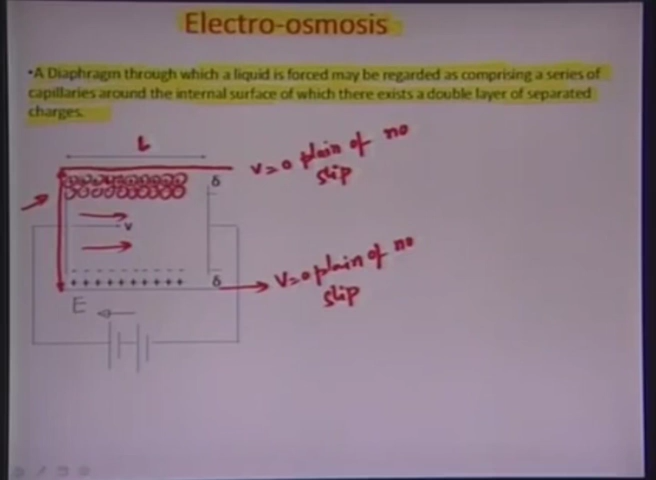 Electro-osmosis
•A Diaphragm through which a liquid is forced may be regarded as comprising a series of
capillaries around the internal surface of which there exists a double layer of separated
charges.
L
v=0 plain of no
slip
δ
v
- - - - - - - - - -
+ + + + + + + + + +
δ
V=0 plain of no
slip
E